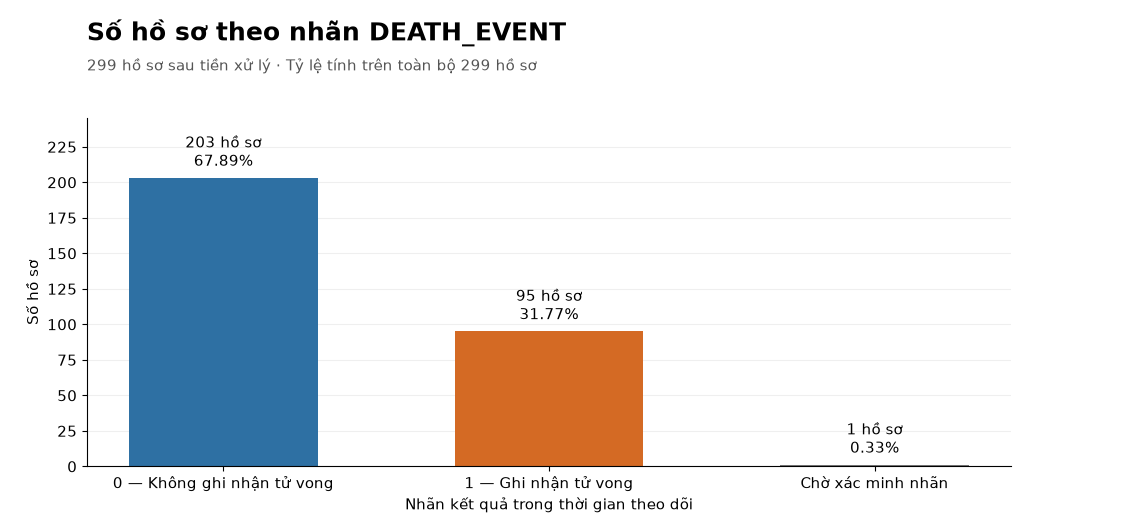 Số hồ sơ theo nhãn DEATH_EVENT
299 hồ sơ sau tiền xử lý · Tỷ lệ tính trên toàn bộ 299 hồ sơ
Số hồ sơ
225
200
175
150
125
100
75
50
25
0
203 hồ sơ
67.89%
95 hồ sơ
31.77%
1 hồ sơ
0.33%
0 — Không ghi nhận tử vong
1 — Ghi nhận tử vong
Chờ xác minh nhãn
Nhãn kết quả trong thời gian theo dõi